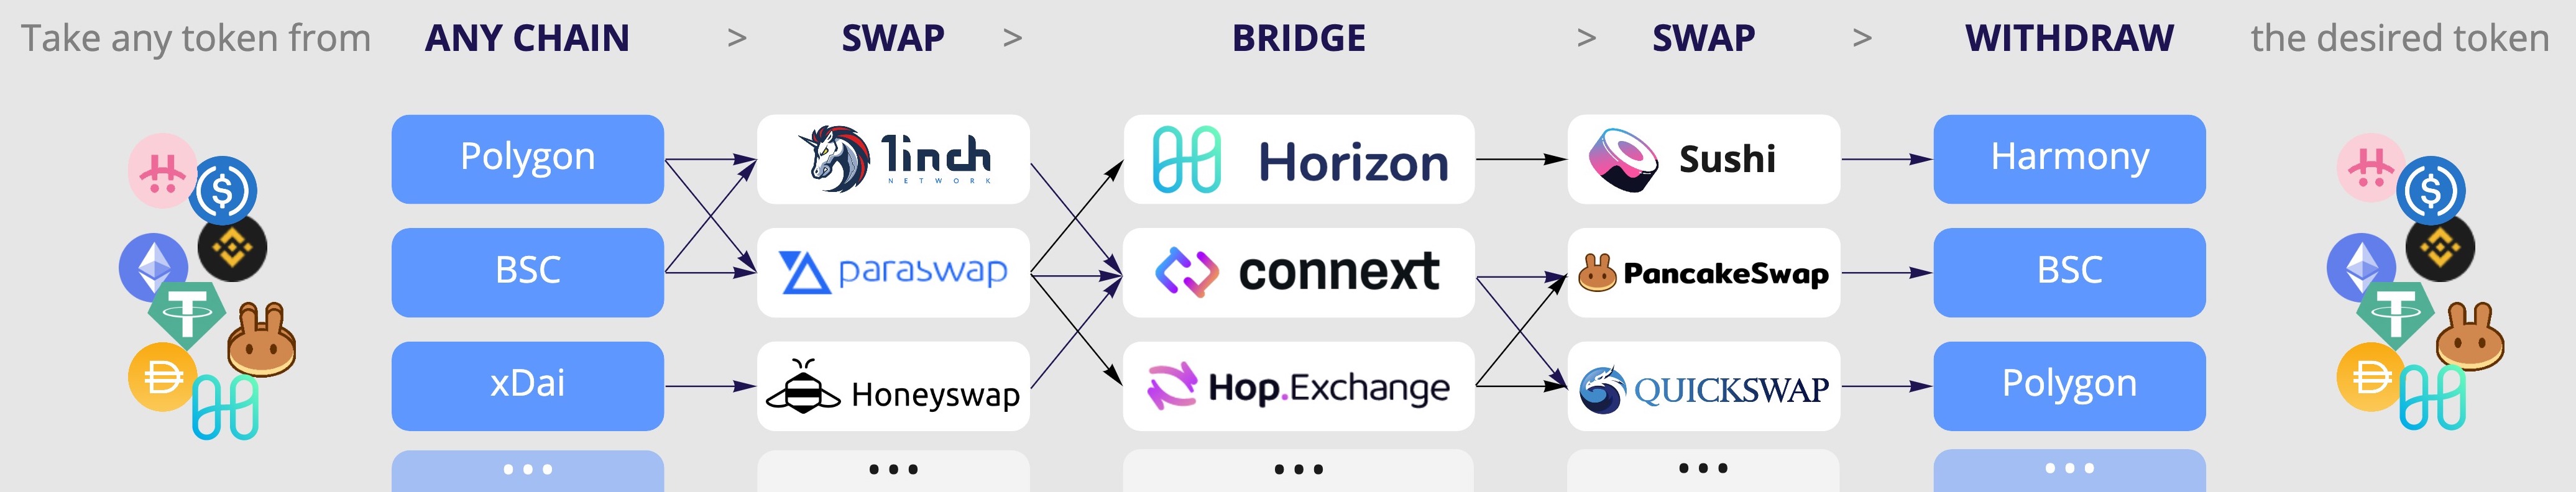 Take any token from ANY CHAIN > SWAP > BRIDGE > SWAP > WITHDRAW the desired token
Polygon 1inch NETWORK Horizon Sushi Harmony
BSC paraswap connext PancakeSwap BSC
xDai Honeyswap Hop.Exchange QUICKSWAP Polygon
... ... ... ... ...